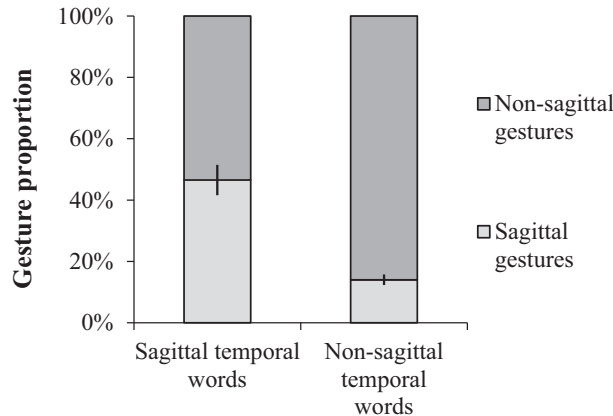 100%
80%
60%
40%
20%
0%
Gesture proportion
Sagittal temporal
words
Non-sagittal
temporal
words
Non-sagittal
gestures
Sagittal
gestures